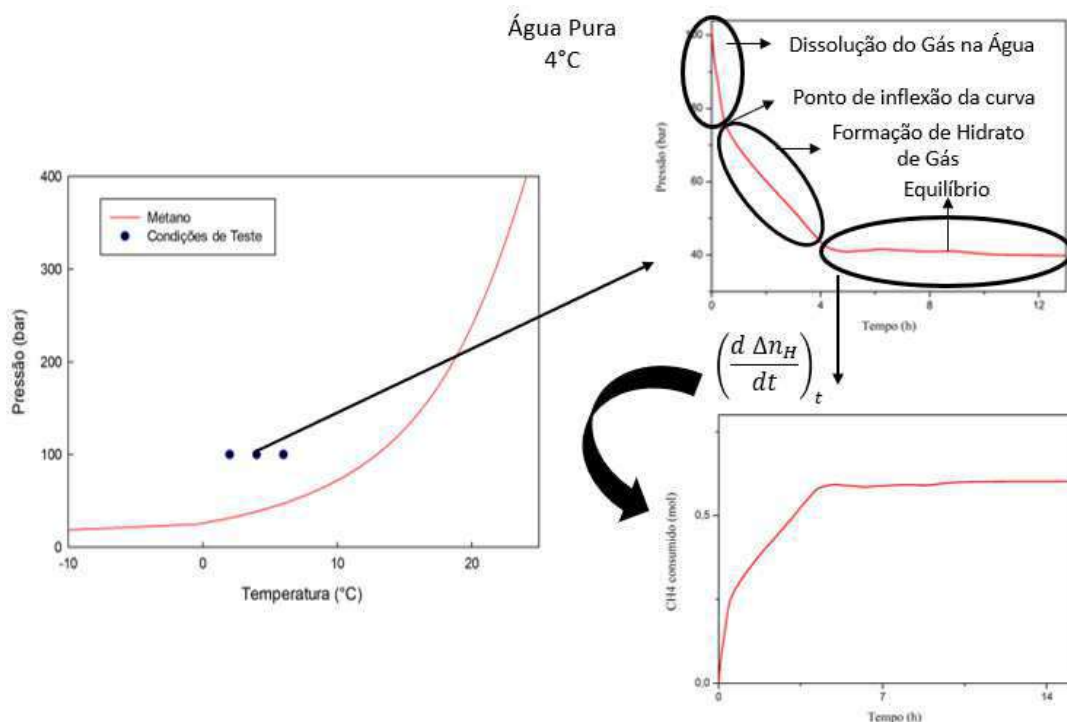 Água Pura
4°C
Dissolução do Gás na Água
Ponto de inflexão da curva
Formação de Hidrato
de Gás
Equilíbrio
Pressão (bar)
80
60
40
0
4
8
12
Tempo (h)
400
300
200
100
0
Metano
Condições de Teste
Pressão (bar)
-10
0
10
20
Temperatura (°C)
(d Δn_H / dt)_t
CH4 consumido (mol)
0,5
0,0
0
7
14
Tempo (h)